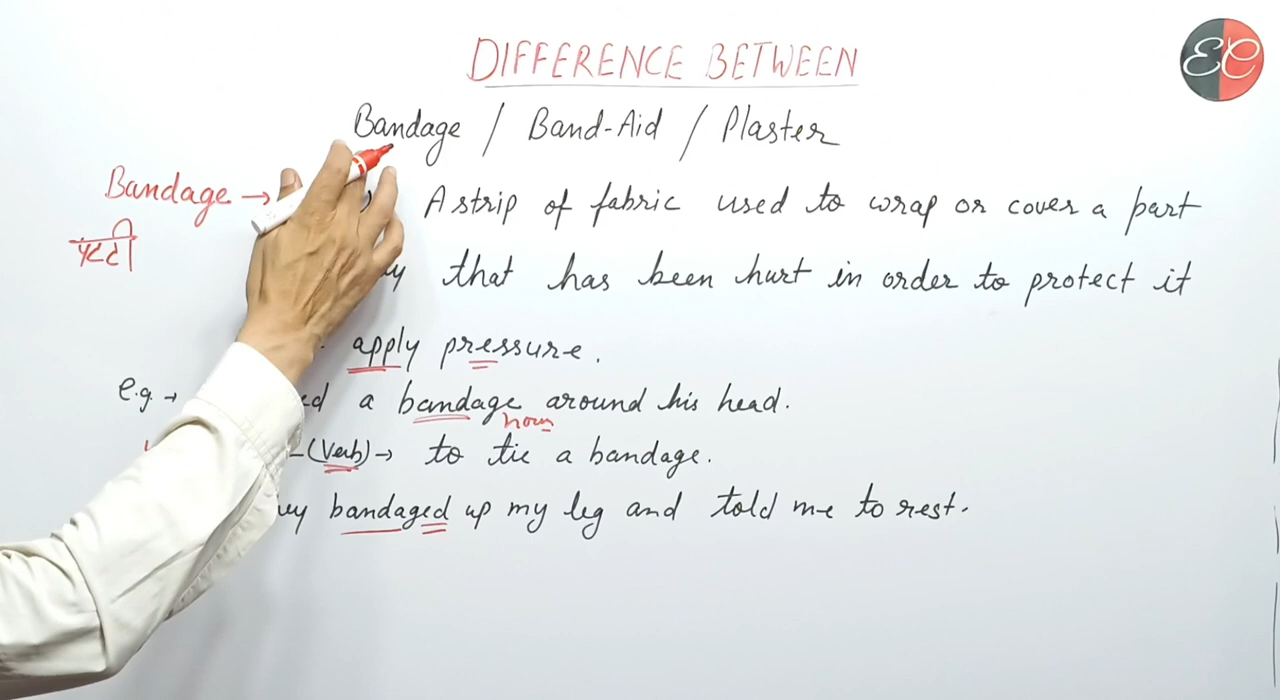 DIFFERENCE BETWEEN
EC
Bandage / Band-Aid / Plaster
Bandage → A strip of fabric used to wrap or cover a part
पट्टी
that has been hurt in order to protect it
apply pressure.
e.g. → a bandage around his head.
noun
(Verb) → to tie a bandage.
bandaged up my leg and told me to rest.